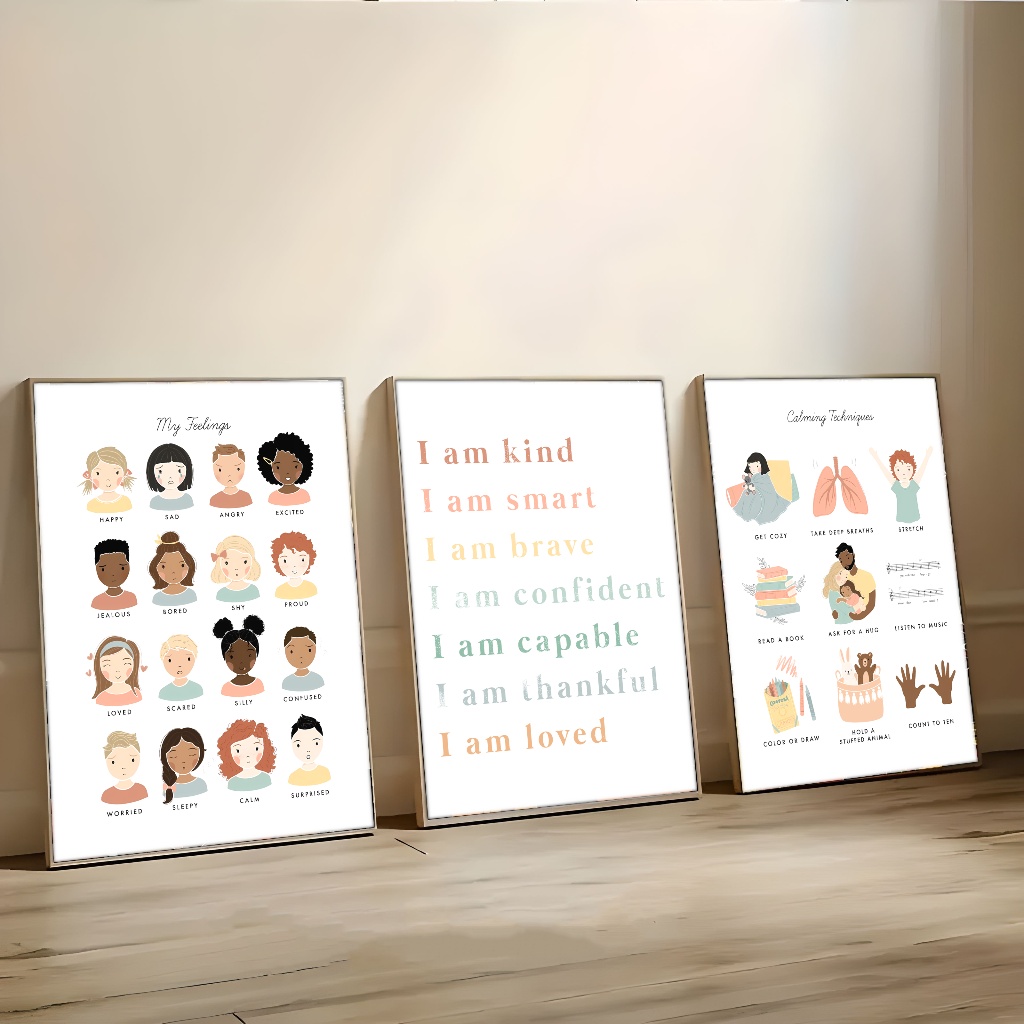 My Feelings
HAPPY
SAD
ANGRY
EXCITED
JEALOUS
BORED
SHY
PROUD
LOVED
SCARED
SILLY
CONFUSED
WORRIED
SLEEPY
CALM
SURPRISED
I am kind
I am smart
I am brave
I am confident
I am capable
I am thankful
I am loved
Calming Techniques
GET COZY
TAKE DEEP BREATHS
STRETCH
READ A BOOK
ASK FOR A HUG
LISTEN TO MUSIC
COLOR OR DRAW
HOLD A
STUFFED ANIMAL
COUNT TO TEN